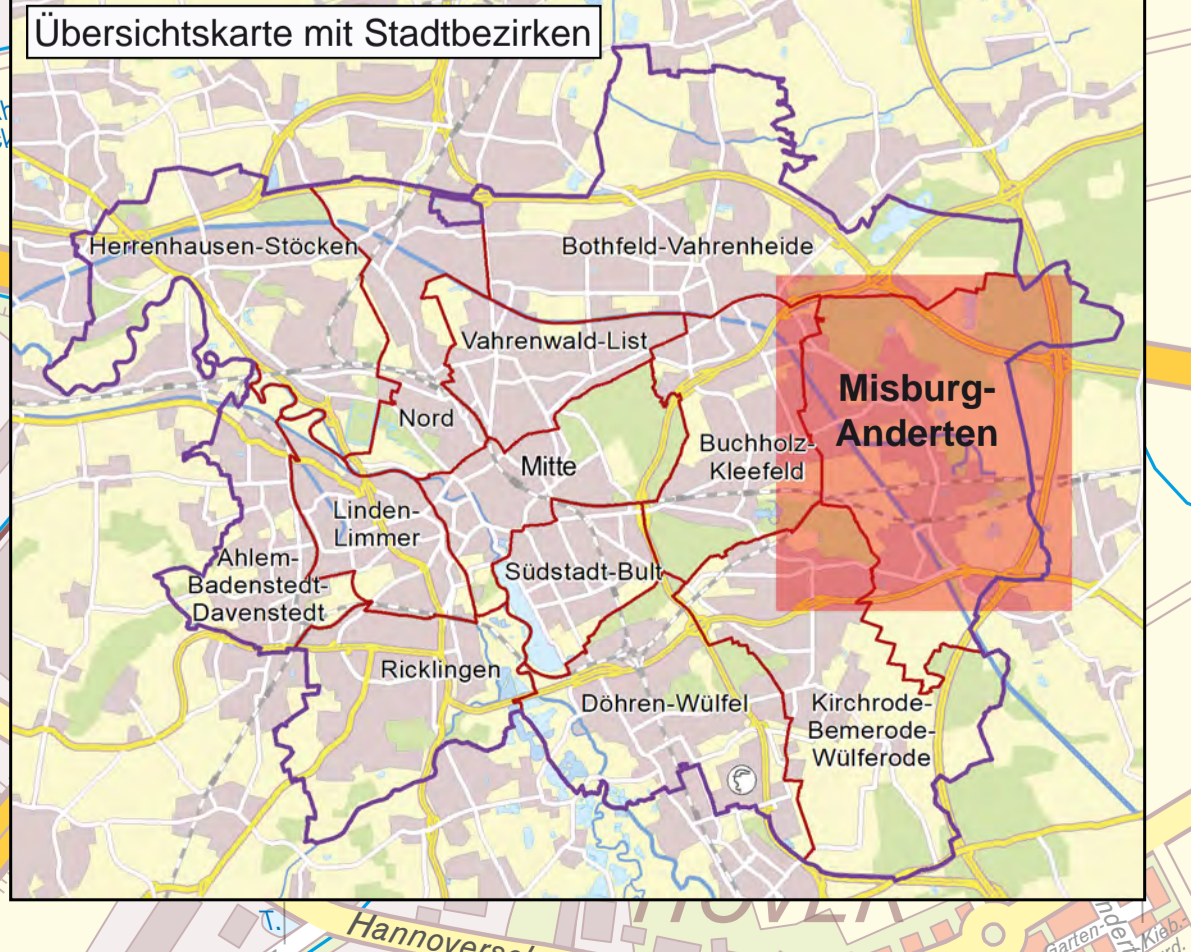 Übersichtskarte mit Stadtbezirken
Herrenhausen-Stöcken
Bothfeld-Vahrenheide
Vahrenwald-List
Misburg-
Anderten
Nord
Buchholz-
Kleefeld
Mitte
Linden-
Limmer
Ahlem-
Badenstedt-
Davenstedt
Südstadt-Bult
Ricklingen
Döhren-Wülfel
Kirchrode-
Bemerode-
Wülferode
T.
Garten-